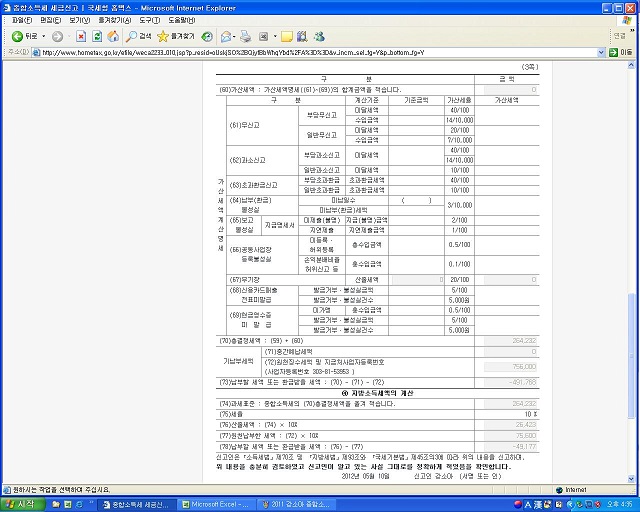 종합소득세 세금신고 | 국세청 홈택스 - Microsoft Internet Explorer
파일(F) 편집(E) 보기(V) 즐겨찾기(A) 도구(T) 도움말(H)
뒤로 검색 즐겨찾기 연결
주소(D) 이동
(3쪽)
구 분 금 액
(60)가산세액 : 가산세액명세((61)~(69))의 합계금액을 적습니다. 0
구 분 계산기준 기준금액 가산세율 가산세액
가산세액계산명세
(61)무신고 부당무신고 미달세액 40/100
수입금액 14/10,000
일반무신고 미달세액 20/100
수입금액 7/10,000
(62)과소신고 부당과소신고 미달세액 40/100
14/10,000
일반과소신고 미달세액 10/100
(63)초과환급신고 부당초과환급 초과환급세액 40/100
일반초과환급 초과환급세액 10/100
(64)납부(환급) 불성실 미납일수 ( ) 3/10,000
미납부(환급)세액
(65)보고 불성실 지급명세서 미제출(불명) 지급(불명)금액 2/100
지연제출 지연제출금액 1/100
(66)공동사업장 등록불성실 미등록· 허위등록 총수입금액 0.5/100
손익분배비율 허위신고 등 총수입금액 0.1/100
(67)무기장 산출세액 0 20/100 0
(68)신용카드매출 전표미발급 발급거부·불성실금액 5/100
발급거부·불성실건수 5,000원
(69)현금영수증 미 발 급 미가맹 총수입금액 0.5/100
발급거부·불성실금액 5/100
발급거부·불성실건수 5,000원
(70)총결정세액 : (59) + (60) 264,232
기납부세액 (71)중간예납세액 0
(72)원천징수세액 및 지급처사업자등록번호
(사업자등록번호 303-81-53953 ) 756,000
(73)납부할 세액 또는 환급받을 세액 : (70) - (71) - (72) -491,768
지방소득세액의 계산
(74)과세표준 : 종합소득세의 (70)총결정세액을 옮겨 적습니다. 264,232
(75)세율 10 %
(76)산출세액 : (74) × 10% 26,423
(77)원천납부한 세액 : (72) × 10% 75,600
(78)납부할 세액 또는 환급받을 세액 : (76) - (77) -49,177
신고인은 「소득세법」 제70조 및 「지방세법」 제93조와 「국세기본법」 제45조의3에 따라 위의 내용을 신고하며,
위 내용을 충분히 검토하였고 신고인이 알고 있는 사실 그대로를 정확하게 적었음을 확인합니다.
2012년 05월 10일 신고인 강소아 (서명 또는 인)
원하시는 작업을 선택하여 주십시오. Internet
시작 종합소득세 세금신... Microsoft Excel -... 2011 강소아 종합소... 오후 4:35